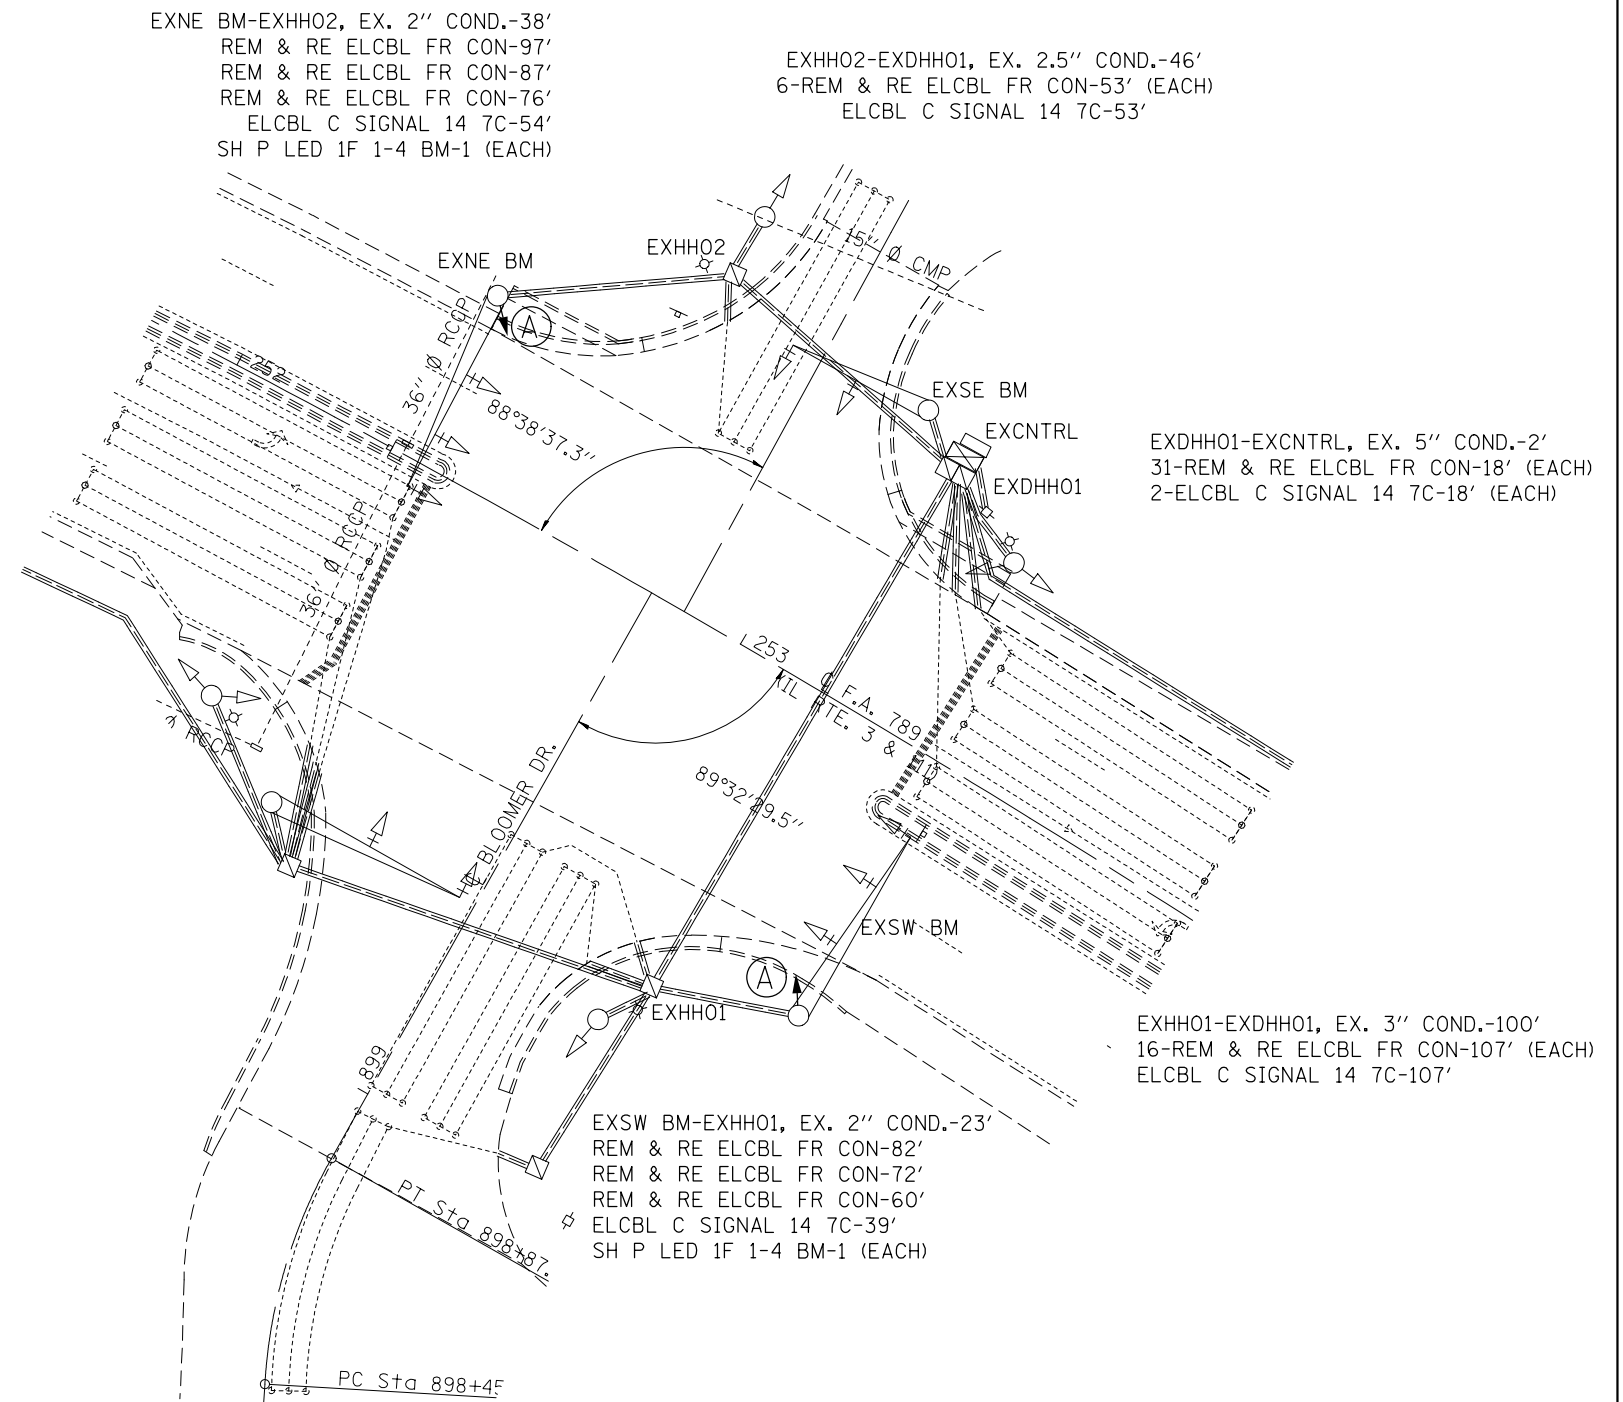 EXNE BM-EXHH02, EX. 2'' COND.-38'
REM & RE ELCBL FR CON-97'
REM & RE ELCBL FR CON-87'
REM & RE ELCBL FR CON-76'
ELCBL C SIGNAL 14 7C-54'
SH P LED 1F 1-4 BM-1 (EACH)
EXHH02-EXDHH01, EX. 2.5'' COND.-46'
6-REM & RE ELCBL FR CON-53' (EACH)
ELCBL C SIGNAL 14 7C-53'
EXHH02
EXNE BM
15'' Ø CMP
A
36'' Ø RCCP
252
88°38'37.3''
EXSE BM
EXCNTRL
EXDHH01
EXDHH01-EXCNTRL, EX. 5'' COND.-2'
31-REM & RE ELCBL FR CON-18' (EACH)
2-ELCBL C SIGNAL 14 7C-18' (EACH)
36'' Ø RCCP
253
F.A. 789
RTE. 3 &
RCCP
89°32'29.5''
℄ BLOOMER DR.
EXSW BM
A
EXHH01
899
EXHH01-EXDHH01, EX. 3'' COND.-100'
16-REM & RE ELCBL FR CON-107' (EACH)
ELCBL C SIGNAL 14 7C-107'
EXSW BM-EXHH01, EX. 2'' COND.-23'
REM & RE ELCBL FR CON-82'
REM & RE ELCBL FR CON-72'
REM & RE ELCBL FR CON-60'
ELCBL C SIGNAL 14 7C-39'
SH P LED 1F 1-4 BM-1 (EACH)
PT Sta 898+87.
PC Sta 898+45